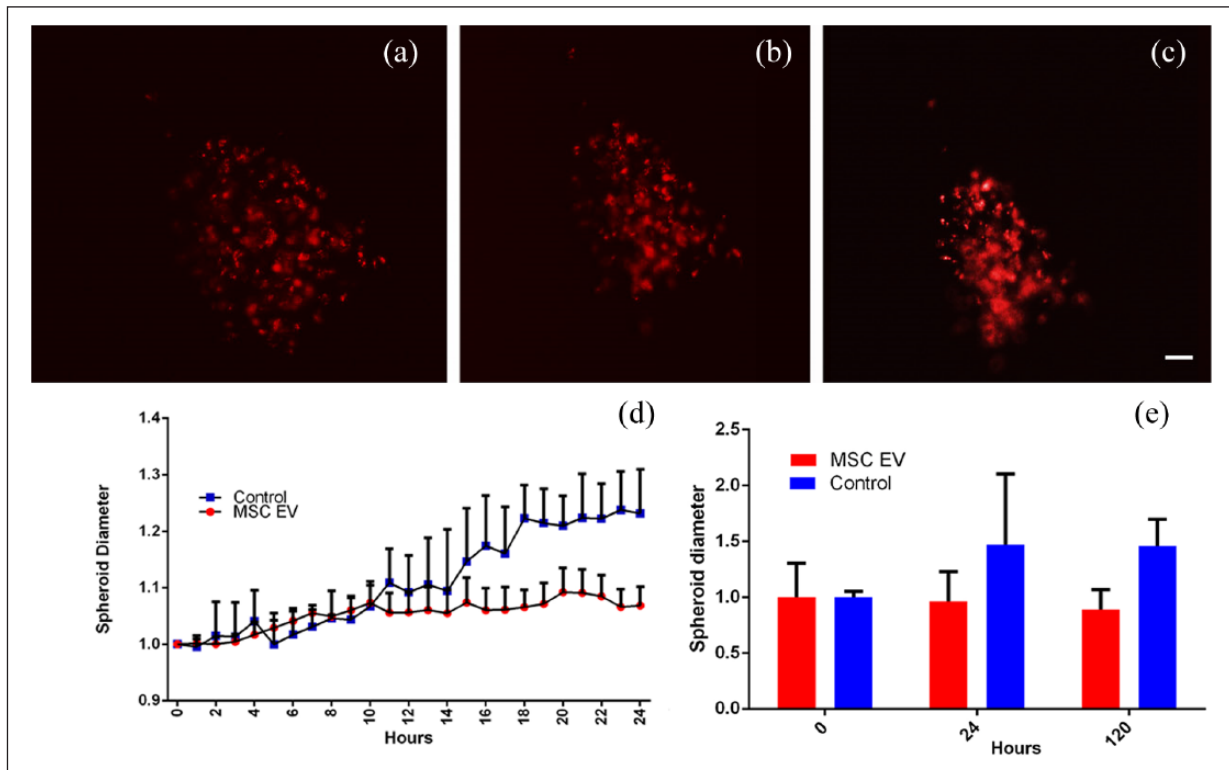 (a)
(b)
(c)
(d)
1.4
1.3
1.2
1.1
1.0
0.9
Spheroid Diameter
Control
MSC EV
0 2 4 6 8 10 12 14 16 18 20 22 24
Hours
(e)
2.5
2.0
1.5
1.0
0.5
0.0
Spheroid diameter
MSC EV
Control
0 24 120
Hours